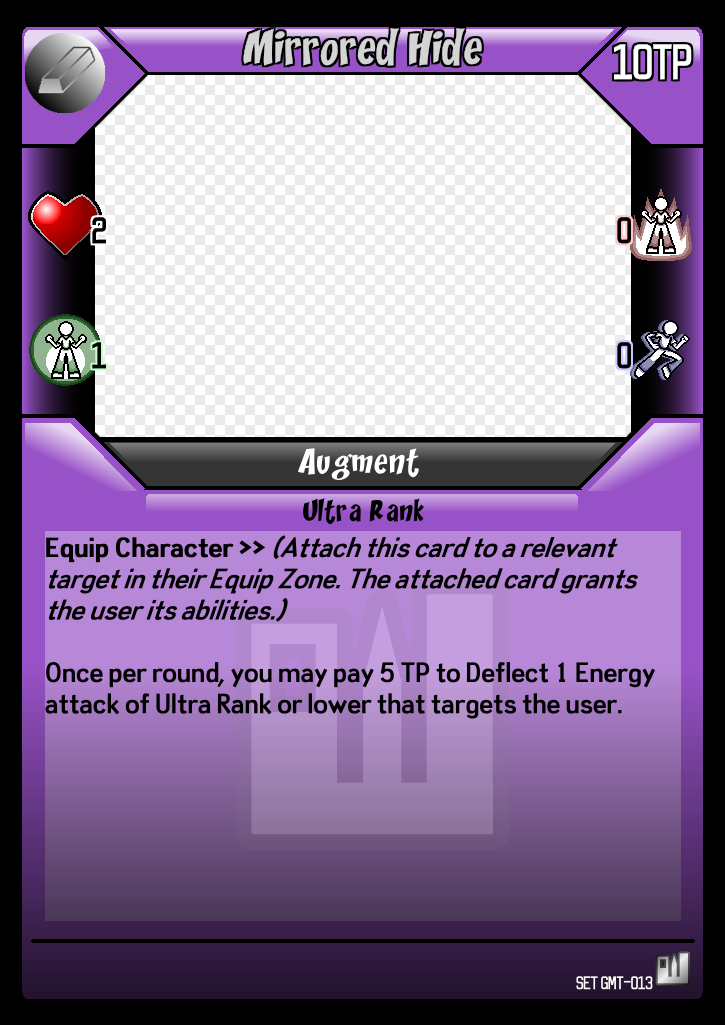 Mirrored Hide
10TP
2
0
1
0
Augment
Ultra Rank
Equip Character >> (Attach this card to a relevant
target in their Equip Zone. The attached card grants
the user its abilities.)
Once per round, you may pay 5 TP to Deflect 1 Energy
attack of Ultra Rank or lower that targets the user.
SET GMT-013